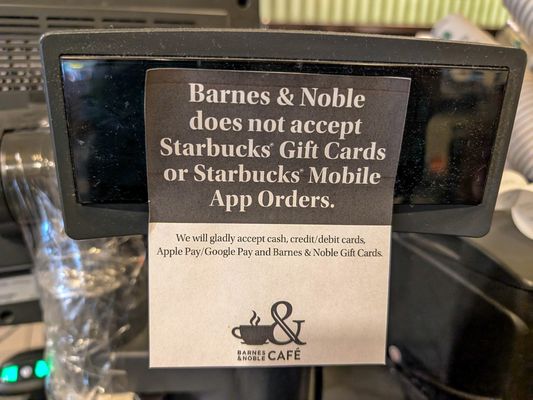 Barnes & Noble
does not accept
Starbucks® Gift Cards
or Starbucks® Mobile
App Orders.
We will gladly accept cash, credit/debit cards,
Apple Pay/Google Pay and Barnes & Noble Gift Cards.
&
BARNES
&NOBLE CAFÉ